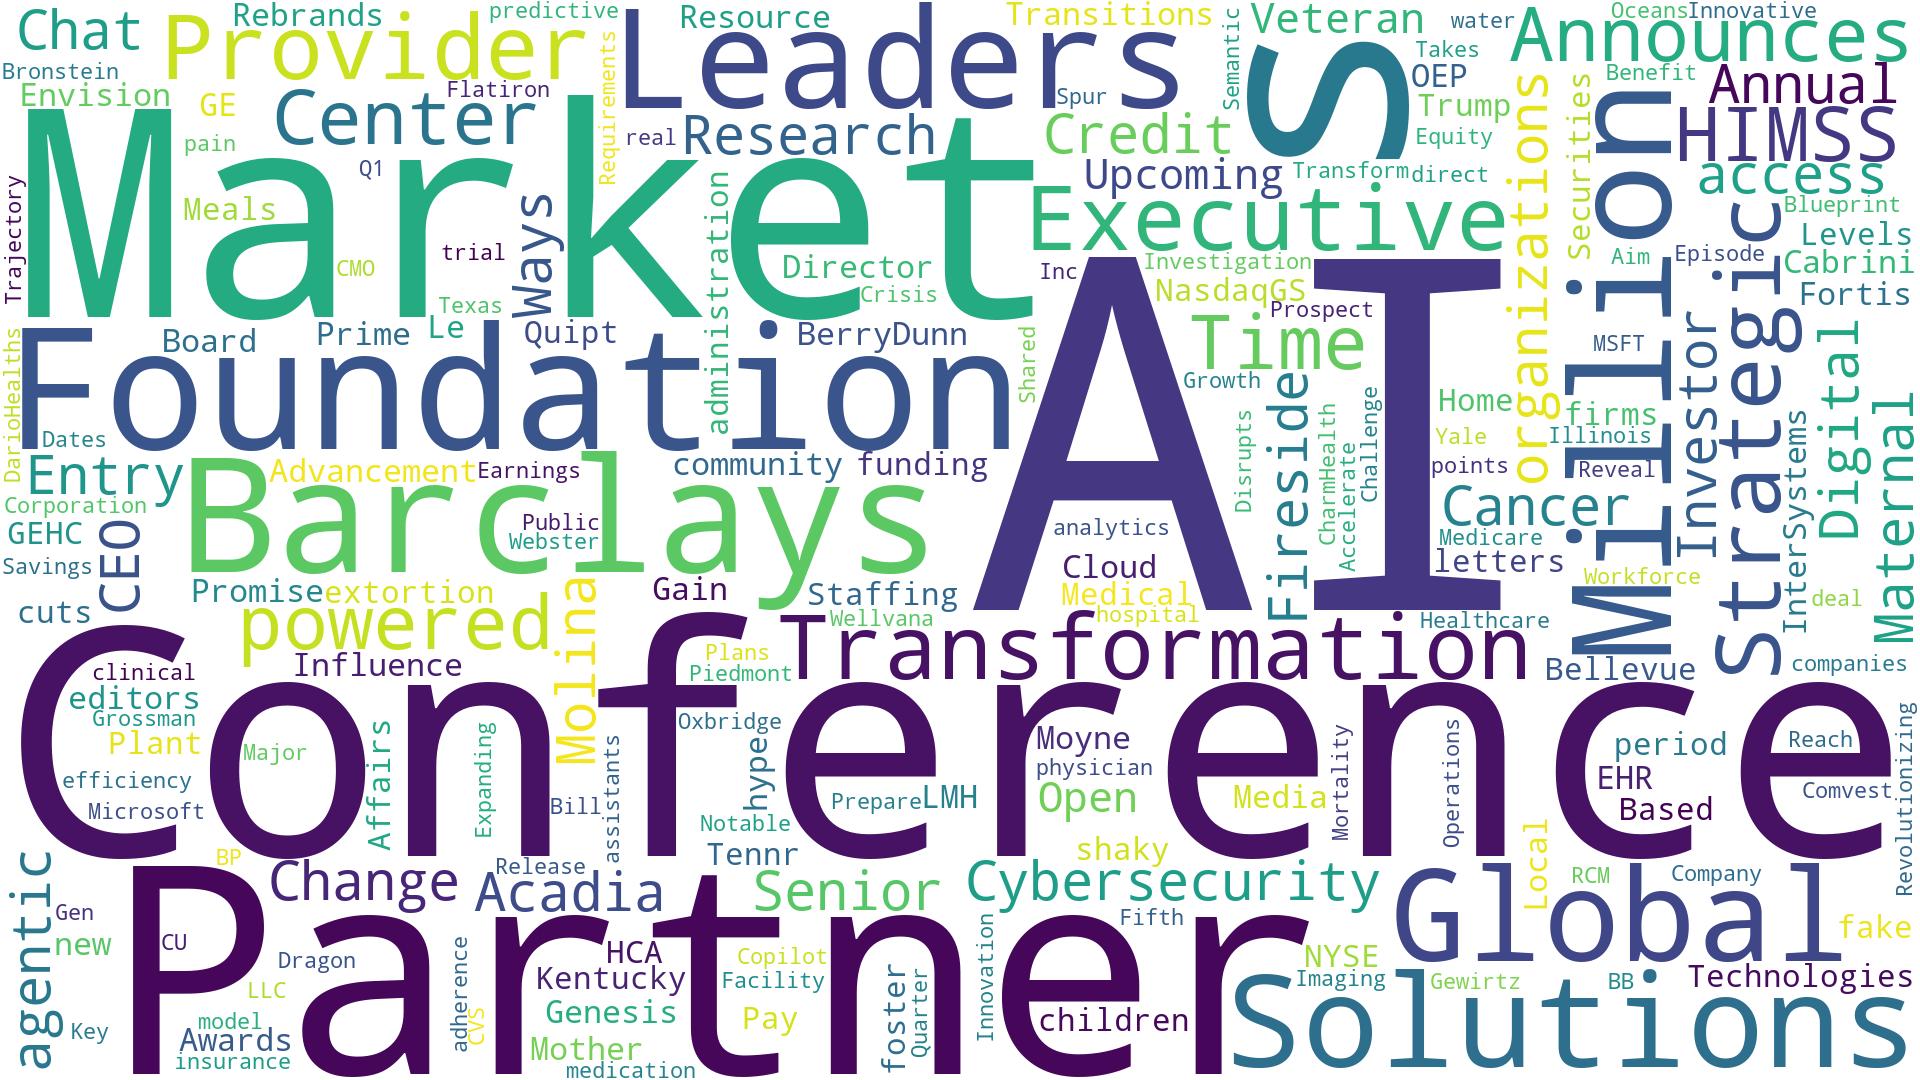 Chat
Rebrands
Provider
predictive
Leaders
Resource
Transitions
Semantic
Veteran
water
Announces
Oceans
Innovative
Bronstein
Envision
GE
Center
Flatiron
Requirements
real
Research
Spur
Credit
S
Takes
OEP
Trump
Equity
organizations
Securities
Benefit
Annual
HIMSS
Million
access
Market
pain
Q1
Meals
Trajectory
CMO
trial
Texas
Ways
administration
Director
Crisis
Upcoming
Transform
direct
Executive
Inc
Investigation
NasdaqGS
Prospect
Time
Growth
AI
Blueprint
Levels
Aim
Episode
Cabrini
Fortis
Strategic
MSFT
Investor
Digital
Maternal
DarioHealths
Board
Prime
Le
Quipt
BerryDunn
Foundation
Shared
Dates
Entry
Advancement
Earnings
community
funding
Disrupts
Fireside
CharmHealth
Accelerate
Challenge
Home
Yale
points
firms
Illinois
Reveal
Cancer
Medicare
letters
InterSystems
Corporation
GEHC
CEO
Barclays
Public
Webster
Savings
cuts
Promise
extortion
powered
Molina
Gain
Staffing
Wellvana
analytics
Cloud
Medical
hospital
Healthcare
Workforce
deal
Transformation
Bellevue
companies
Influence
Plans
Piedmont
Conference
clinical
editors
Grossman
Plant
Major
efficiency
Microsoft
Affairs
Expanding
Bill
assistants
Oxbridge
hype
Notable
Tennr
Prepare
LMH
Moyne
physician
Open
Media
Mortality
Operations
period
EHR
Based
Reach
Comvest
Revolutionizing
shaky
BP
Change
Release
Acadia
Senior
Cybersecurity
Local
RCM
Company
Global
fake
agentic
Gen
new
CU
Dragon
LLC
model
Key
Awards
insurance
Partner
adherence
CVS
HCA
Kentucky
Genesis
Mother
medication
Copilot
Facility
Pay
foster
Quarter
Innovation
Fifth
children
NYSE
Imaging
Gewirtz
BB
Technologies
Solutions